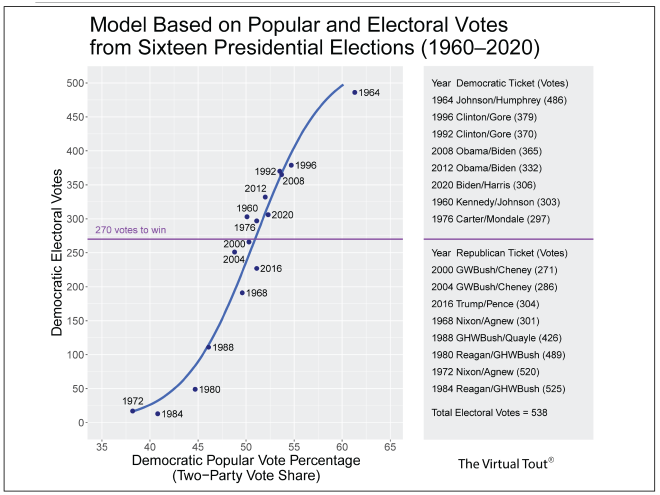 Model Based on Popular and Electoral Votes
from Sixteen Presidential Elections (1960–2020)
Democratic Electoral Votes
500
450
400
350
300
250
200
150
100
50
0
270 votes to win
1964
1996
1992
2008
2012
1960
2020
1976
2000
2004
2016
1968
1988
1980
1972
1984
35
40
45
50
55
60
65
Democratic Popular Vote Percentage
(Two−Party Vote Share)
Year Democratic Ticket (Votes)
1964 Johnson/Humphrey (486)
1996 Clinton/Gore (379)
1992 Clinton/Gore (370)
2008 Obama/Biden (365)
2012 Obama/Biden (332)
2020 Biden/Harris (306)
1960 Kennedy/Johnson (303)
1976 Carter/Mondale (297)
Year Republican Ticket (Votes)
2000 GWBush/Cheney (271)
2004 GWBush/Cheney (286)
2016 Trump/Pence (304)
1968 Nixon/Agnew (301)
1988 GHWBush/Quayle (426)
1980 Reagan/GHWBush (489)
1972 Nixon/Agnew (520)
1984 Reagan/GHWBush (525)
Total Electoral Votes = 538
The Virtual Tout®